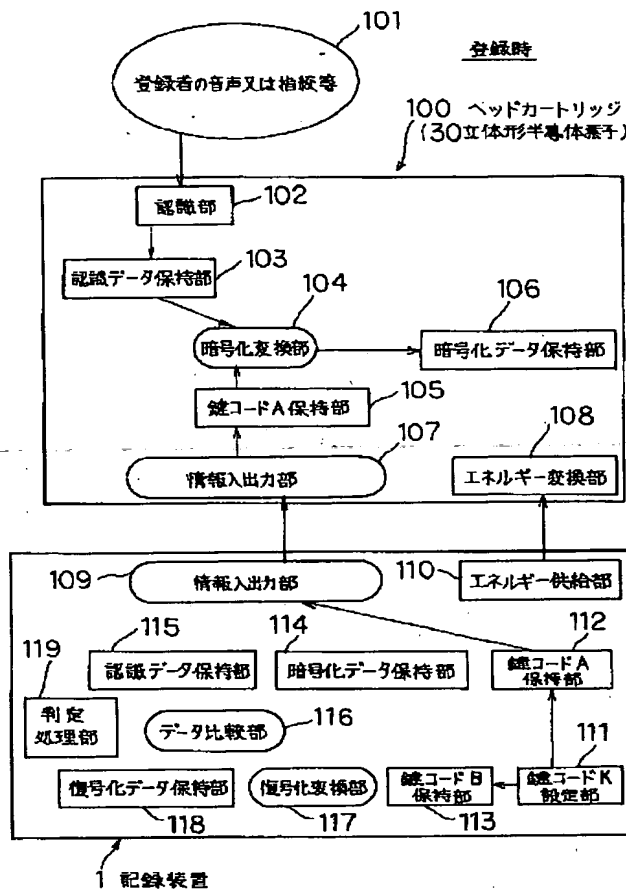 101
登録時
登録者の音声又は指紋等
100 ヘッドカートリッジ
(30立体形半導体素子)
認識部
102
認識データ保持部
103
104
暗号化変換部
106
暗号化データ保持部
鍵コードA保持部
105
107
情報入出力部
108
エネルギー変換部
109
情報入出力部
110
エネルギー供給部
115
認識データ保持部
114
暗号化データ保持部
112
鍵コードA
保持部
119
判定
処理部
データ比較部
116
111
鍵コードK
設定部
復号化データ保持部
118
復号化変換部
117
鍵コードB
保持部
113
1 記録装置